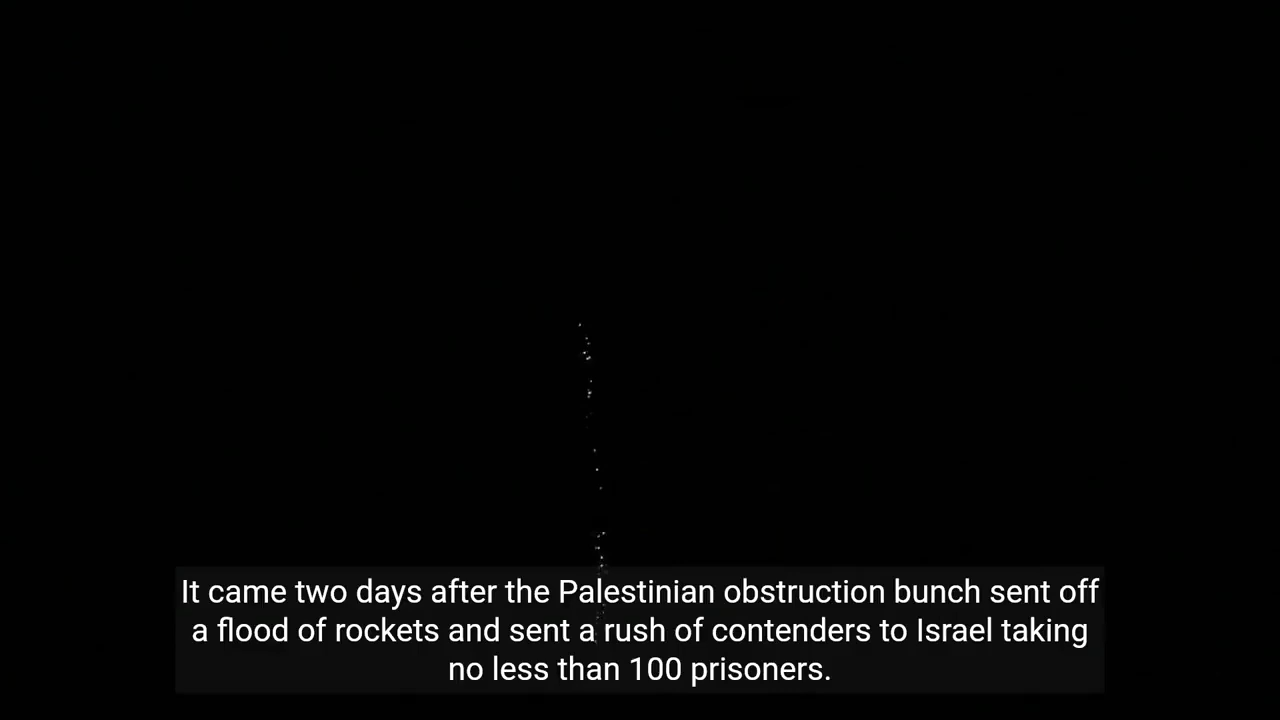 It came two days after the Palestinian obstruction bunch sent off
a flood of rockets and sent a rush of contenders to Israel taking
no less than 100 prisoners.